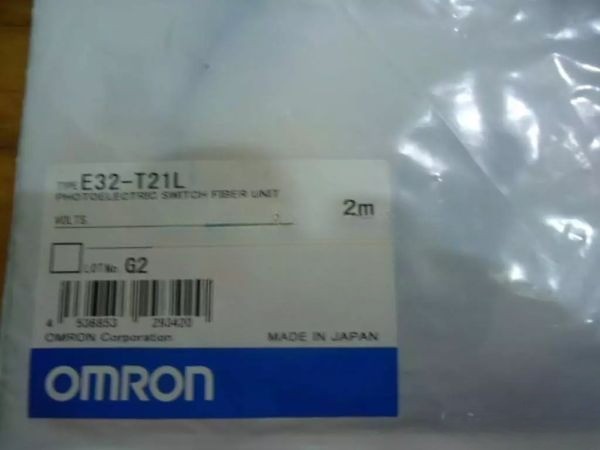 TYPE E32-T21L
PHOTOELECTRIC SWITCH FIBER UNIT
VOLTS
2m
LOT No. G2
4 536853 293420
OMRON Corporation
MADE IN JAPAN
OMRON